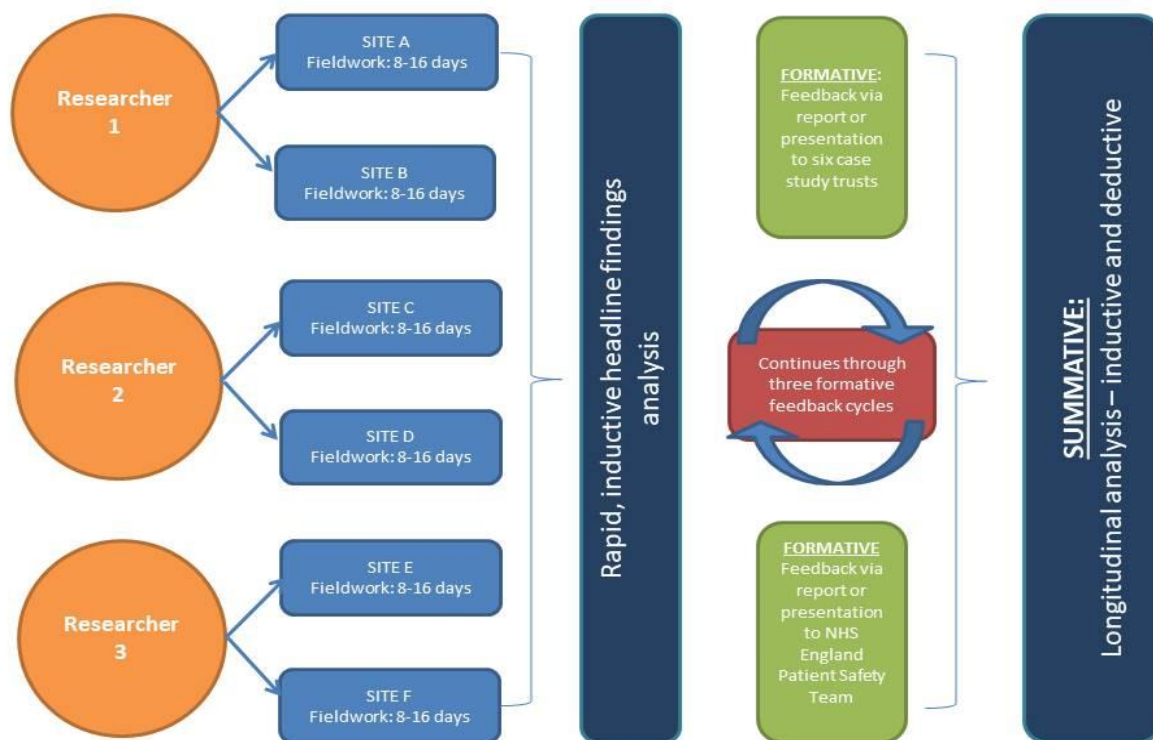 Researcher
1
SITE A
Fieldwork: 8-16 days
SITE B
Fieldwork: 8-16 days
Researcher
2
SITE C
Fieldwork: 8-16 days
SITE D
Fieldwork: 8-16 days
Researcher
3
SITE E
Fieldwork: 8-16 days
SITE F
Fieldwork: 8-16 days
Rapid, inductive headline findings
analysis
FORMATIVE:
Feedback via
report or
presentation
to six case
study trusts
Continues through
three formative
feedback cycles
FORMATIVE
Feedback via
report or
presentation
to NHS
England
Patient Safety
Team
SUMMATIVE:
Longitudinal analysis – inductive and deductive